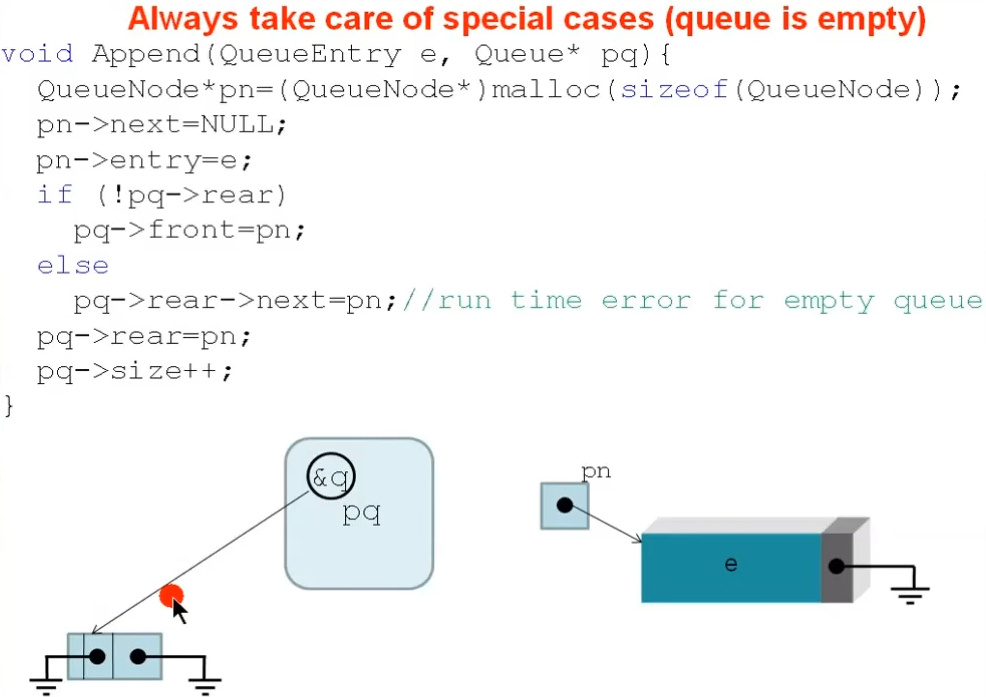 Always take care of special cases (queue is empty)
void Append(QueueEntry e, Queue* pq){
QueueNode*pn=(QueueNode*)malloc(sizeof(QueueNode));
pn->next=NULL;
pn->entry=e;
if (!pq->rear)
pq->front=pn;
else
pq->rear->next=pn;//run time error for empty queue
pq->rear=pn;
pq->size++;
}
&q
pq
pn
e